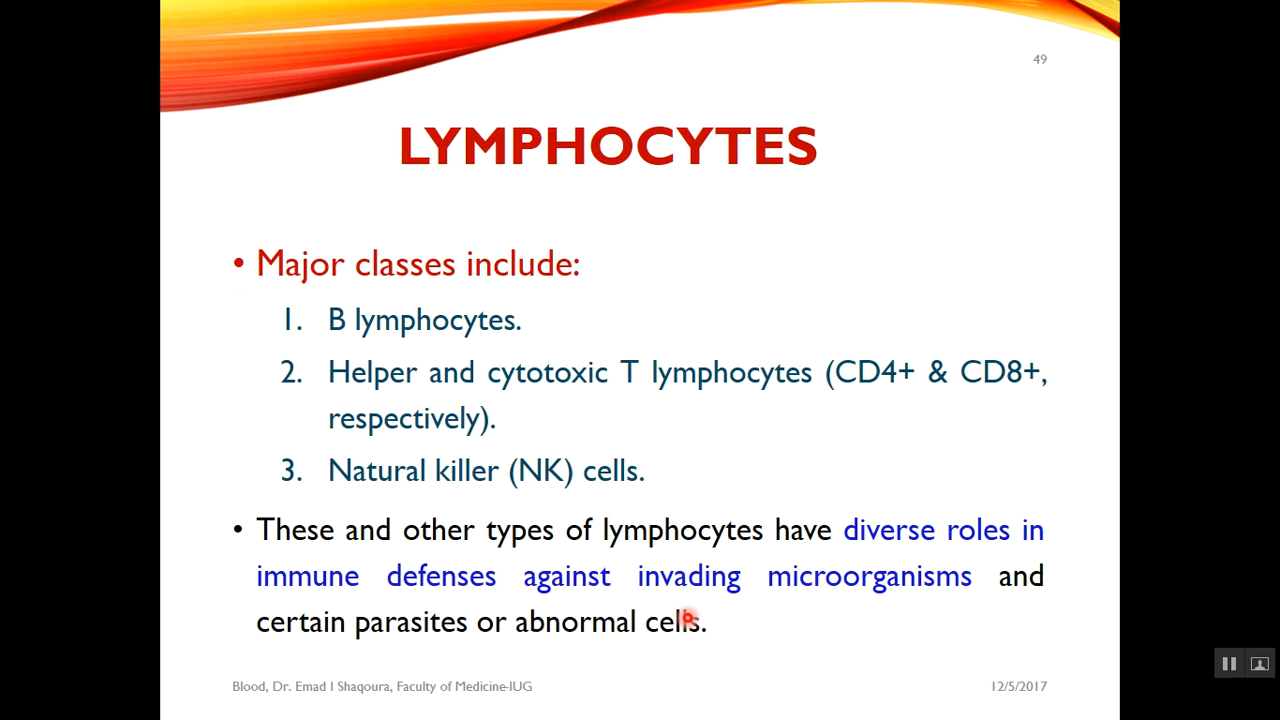 49
LYMPHOCYTES
• Major classes include:
1. B lymphocytes.
2. Helper and cytotoxic T lymphocytes (CD4+ & CD8+,
respectively).
3. Natural killer (NK) cells.
• These and other types of lymphocytes have diverse roles in
immune defenses against invading microorganisms and
certain parasites or abnormal cells.
Blood, Dr. Emad I Shaqoura, Faculty of Medicine-IUG
12/5/2017